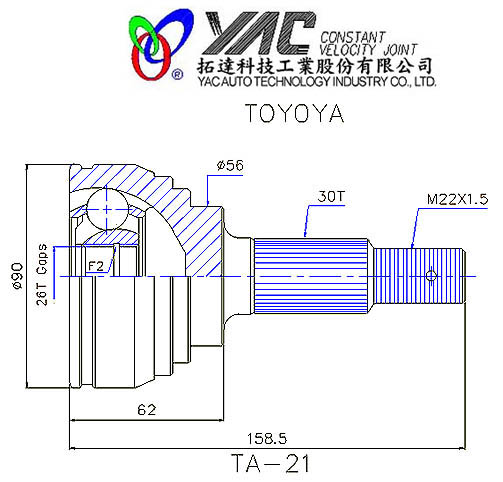 YAC CONSTANT
VELOCITY JOINT
®
拓達科技工業股份有限公司
YAC AUTO TECHNOLOGY INDUSTRY CO., LTD.
TOYOYA
ø56
30T
M22X1.5
ø90
26T Gaps
F2
62
158.5
TA-21